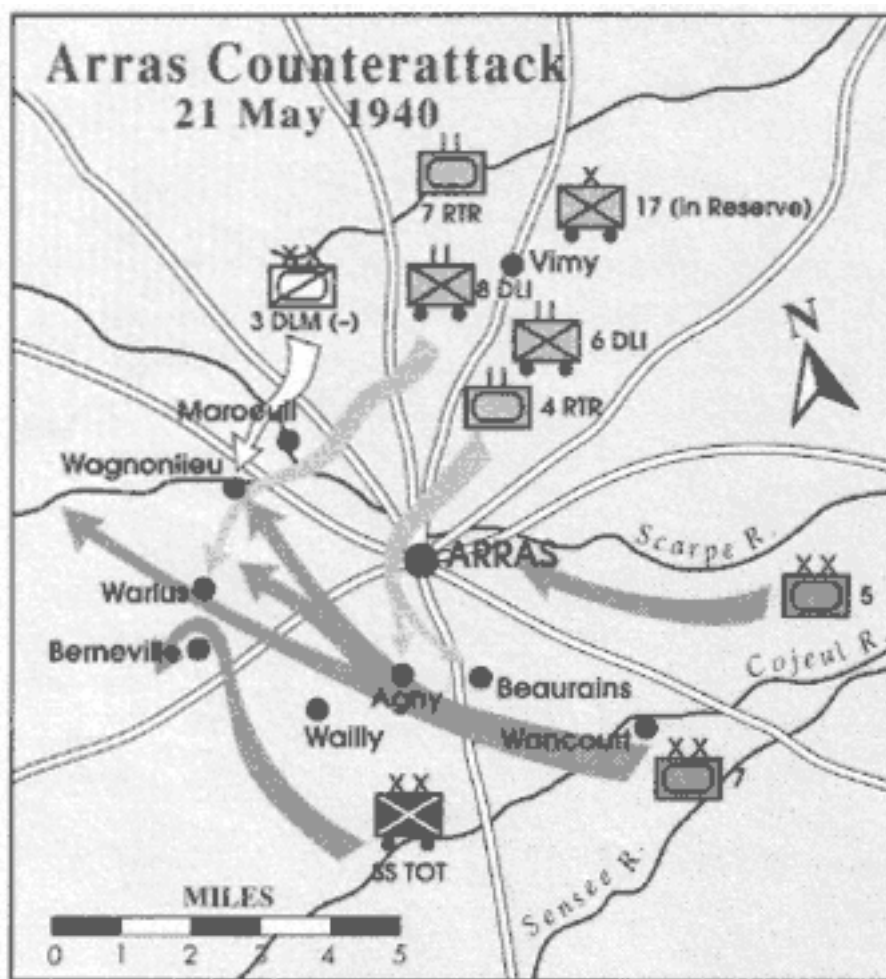 Arras Counterattack
21 May 1940
7 RTR
17 (In Reserve)
Vimy
8 DLI
3 DLM (-)
6 DLI
N
4 RTR
Maroeuil
Wagnonlieu
ARRAS
Scarpe R.
5
Warlus
Cojeul R
Berneville
Agny
Beaurains
Wailly
Wancourt
7
SS TOT
Sensée R.
MILES
0 1 2 3 4 5